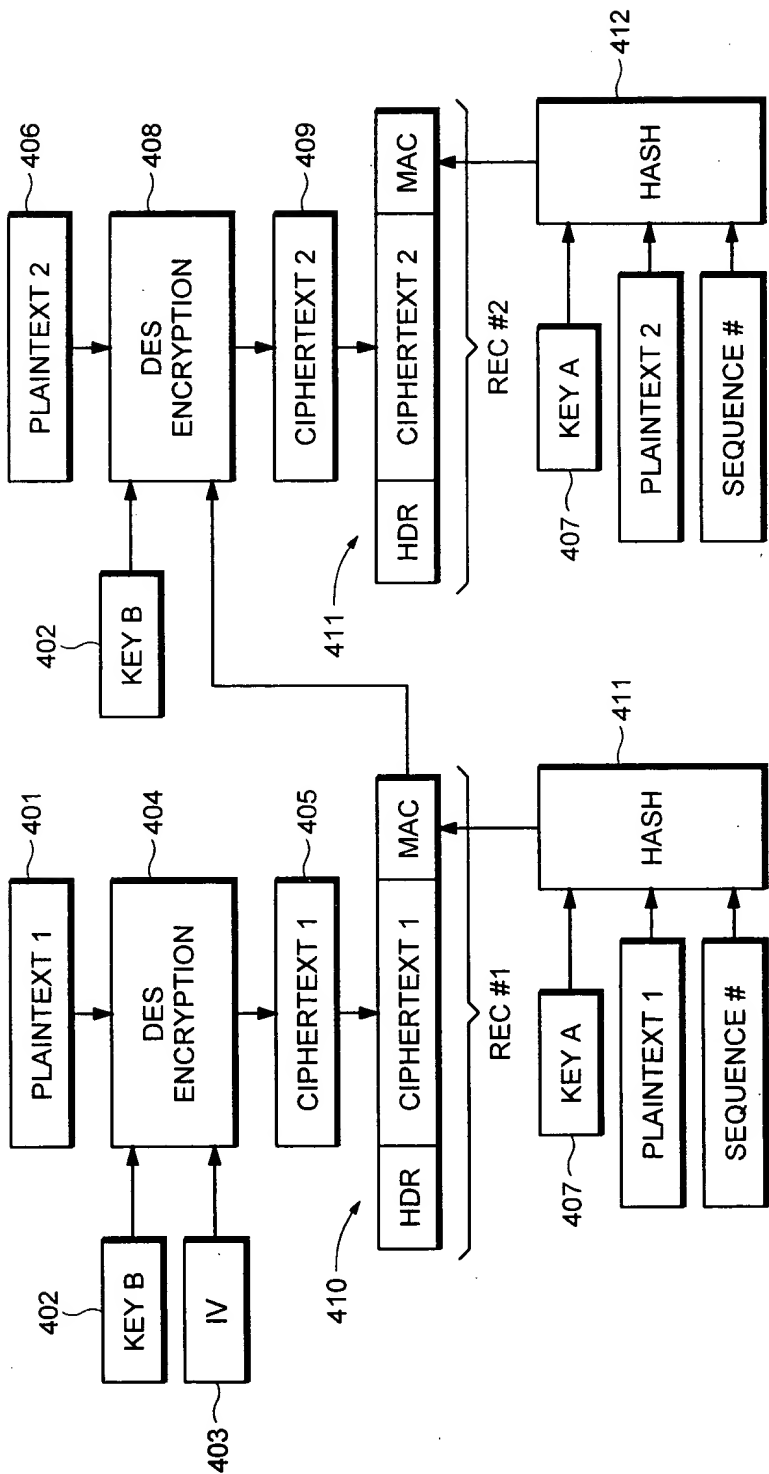 401
PLAINTEXT 1
402
KEY B
404
DES
ENCRYPTION
IV
403
405
CIPHERTEXT 1
410
HDR
CIPHERTEXT 1
MAC
REC #1
407
KEY A
PLAINTEXT 1
SEQUENCE #
411
HASH
406
PLAINTEXT 2
402
KEY B
408
DES
ENCRYPTION
409
CIPHERTEXT 2
411
HDR
CIPHERTEXT 2
MAC
REC #2
407
KEY A
PLAINTEXT 2
SEQUENCE #
412
HASH